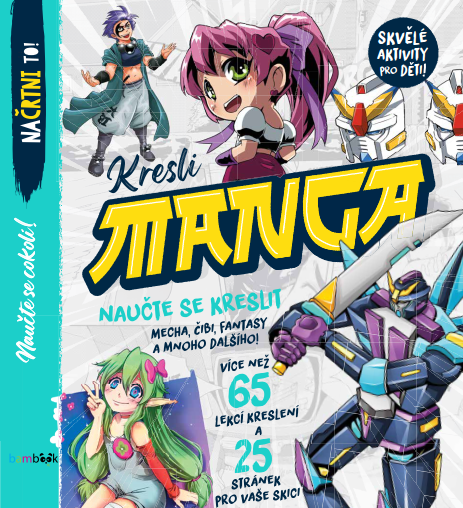 NAČRTNI TO!
Naučte se cokoli!
bambook
SKVĚLÉ
AKTIVITY
PRO DĚTI!
Kresli
MANGA
NAUČTE SE KRESLIT
MECHA, ČIBI, FANTASY
A MNOHO DALŠÍHO!
VÍCE NEŽ
65
LEKCÍ KRESLENÍ
A
25
STRÁNEK
PRO VAŠE SKICI